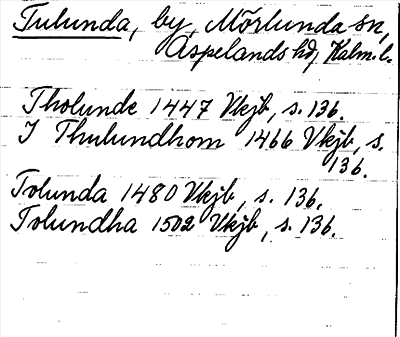 Tulunda, by, Mörlunda sn,
Aspelands hd, Kalm. l.
Tholunde 1447 Vkjb, s. 136.
I Thulundhom 1466 Vkjb, s.
136.
Tolunda 1480 Vkjb, s. 136.
Tolundha 1502 Vkjb, s. 136.